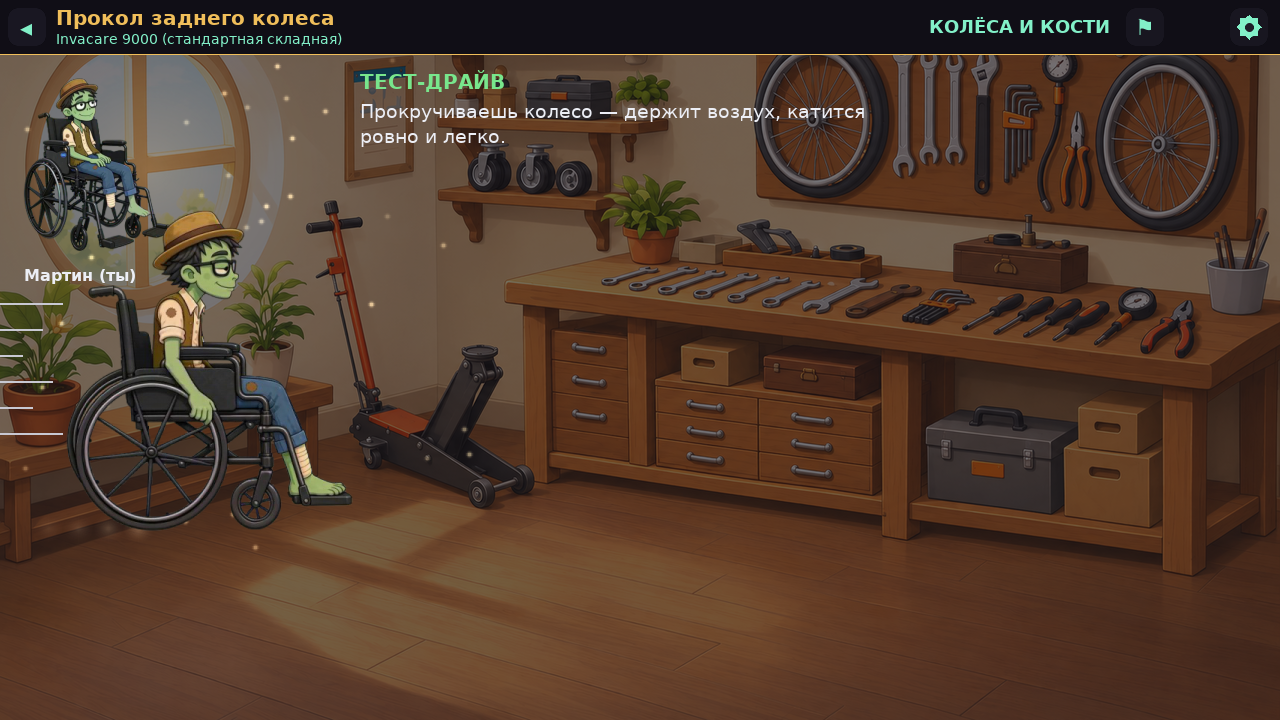 Прокол заднего колеса
Invacare 9000 (стандартная складная)
КОЛЁСА И КОСТИ
ТЕСТ-ДРАЙВ
Прокручиваешь колесо — держит воздух, катится
ровно и легко.
Мартин (ты)